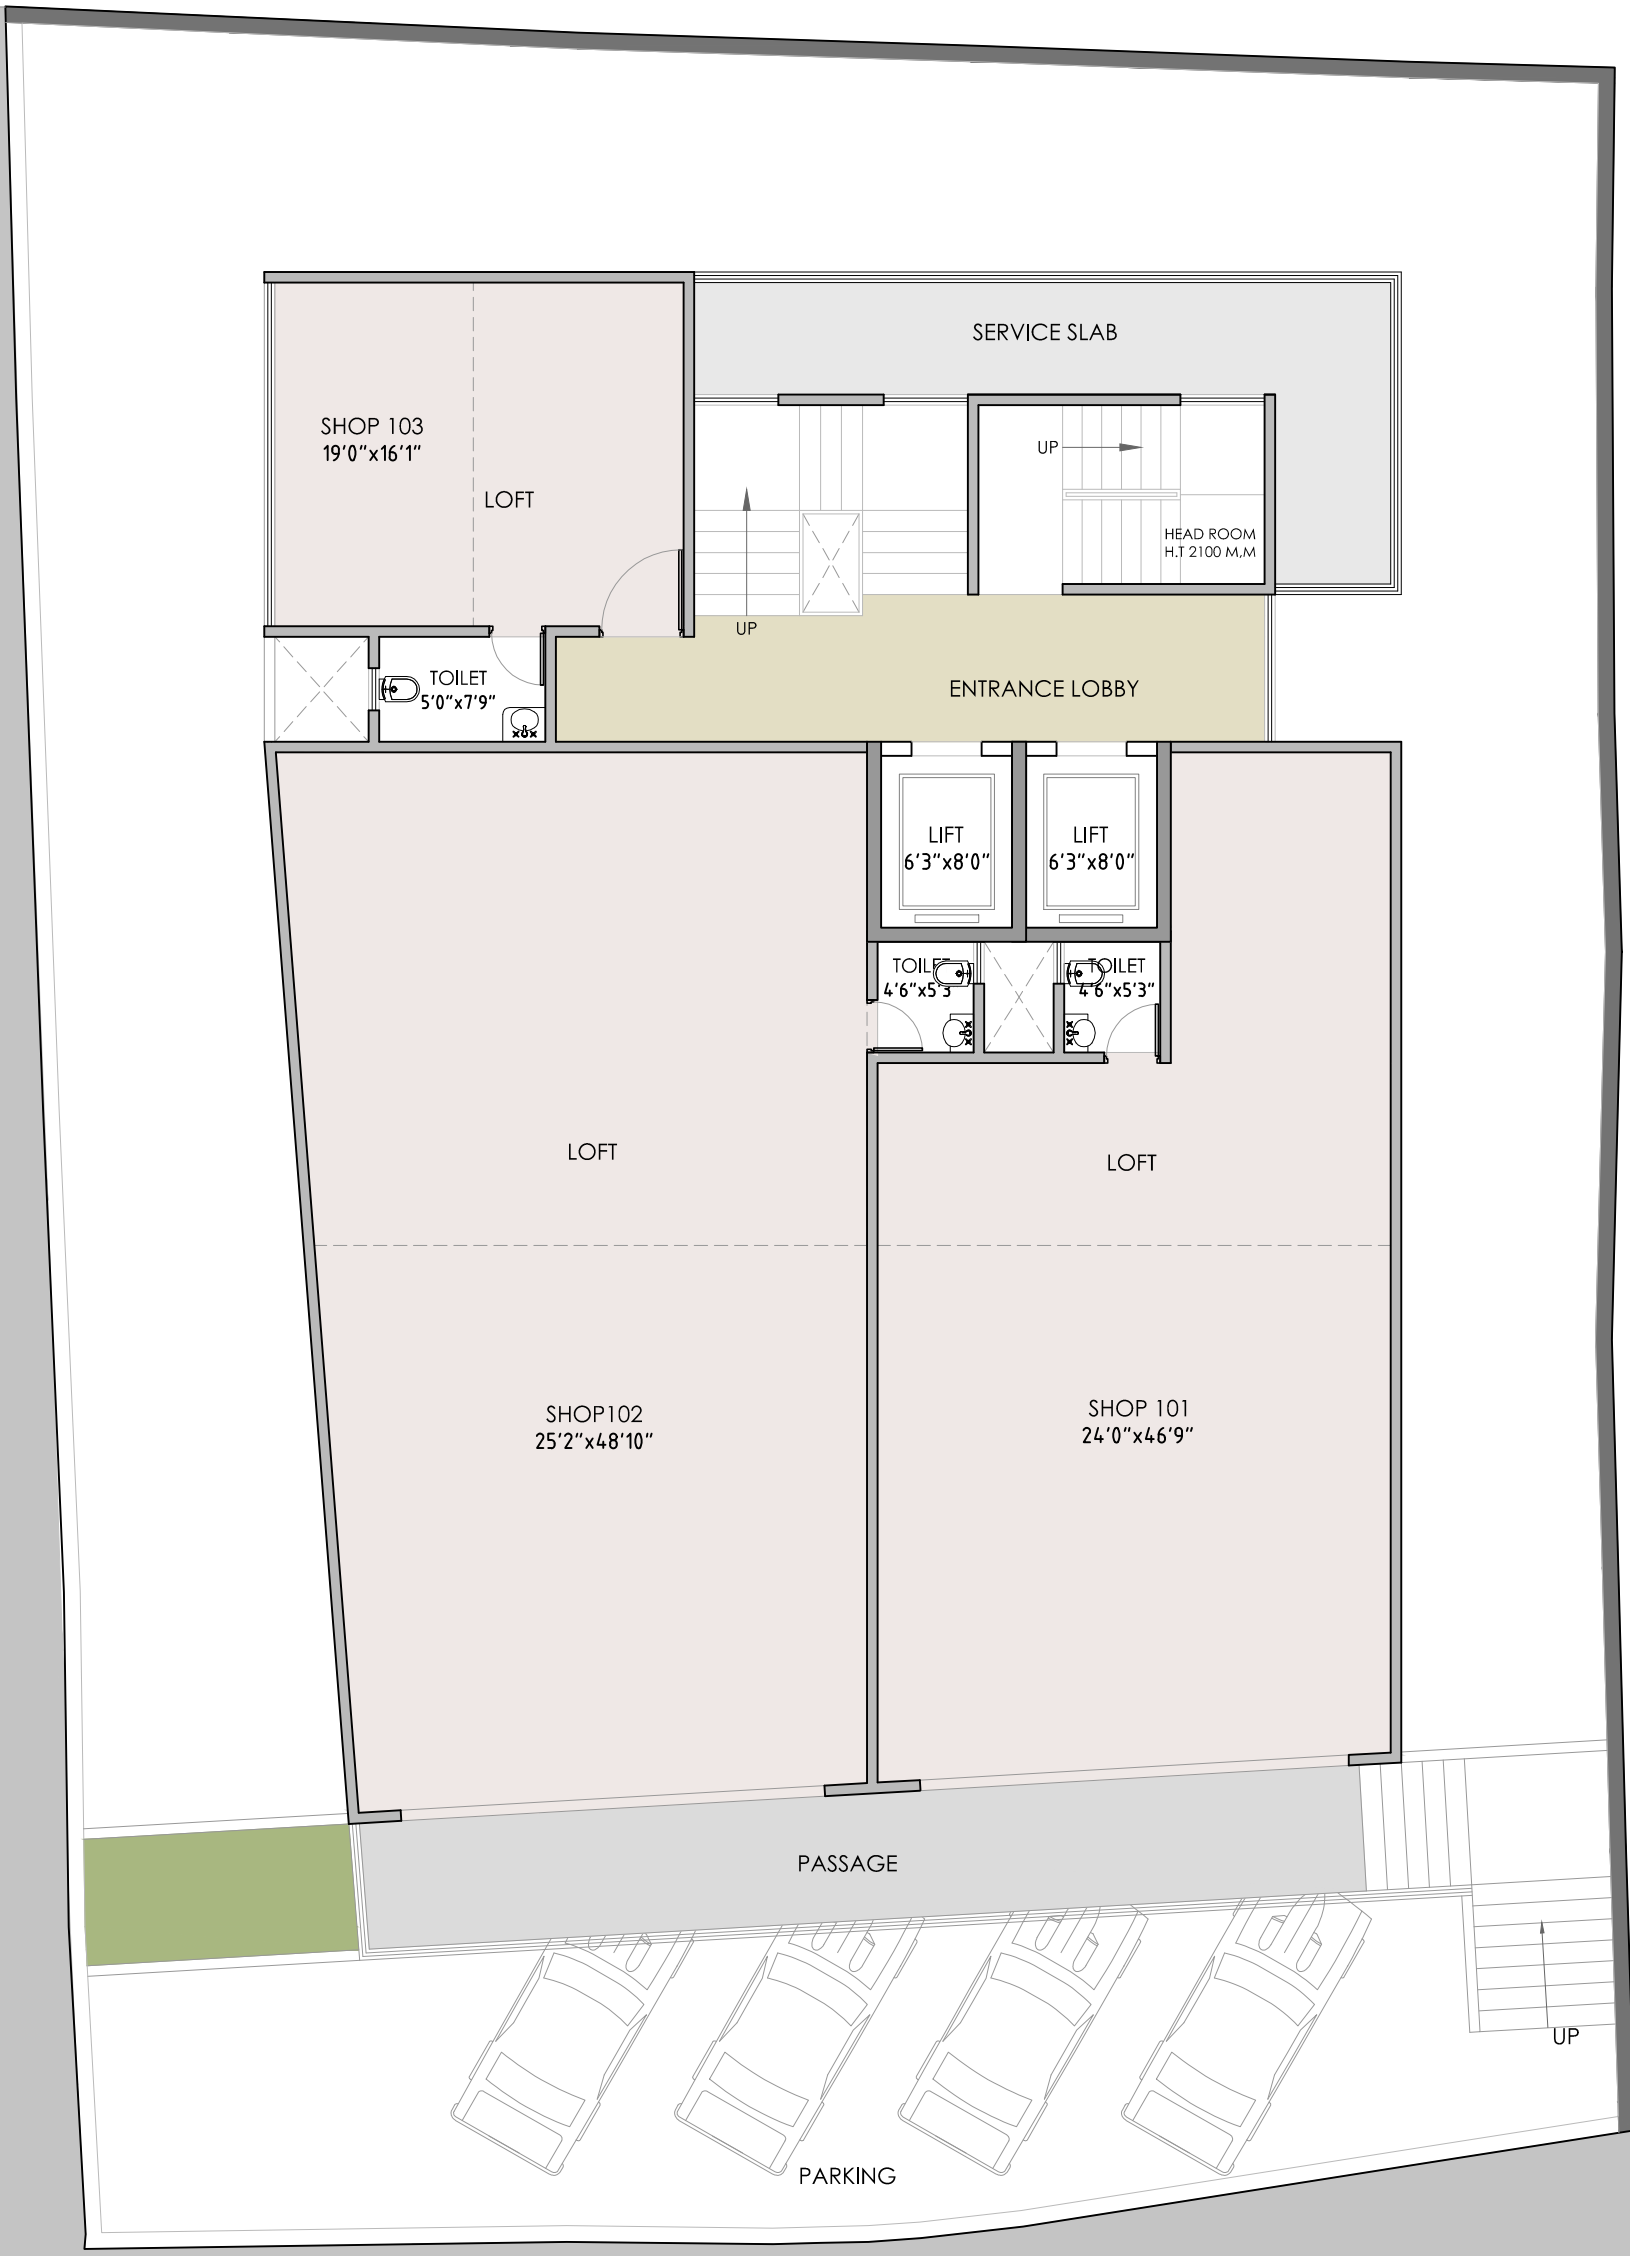 SERVICE SLAB
SHOP 103
19'0"x16'1"
UP
LOFT
HEAD ROOM
H.T 2100 M,M
UP
TOILET
5'0"x7'9"
ENTRANCE LOBBY
LIFT
6'3"x8'0"
LIFT
6'3"x8'0"
TOILET
4'6"x5'3
TOILET
4'6"x5'3"
LOFT
LOFT
SHOP102
25'2"x48'10"
SHOP 101
24'0"x46'9"
PASSAGE
UP
PARKING